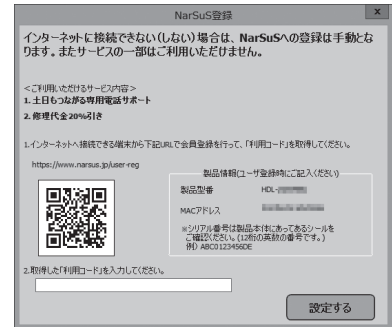 NarSuS登録
x
インターネットに接続できない(しない)場合は、NarSuSへの登録は手動とな
ります。またサービスの一部はご利用いただけません。
<ご利用いただけるサービス内容>
1.土日もつながる専用電話サポート
2.修理代金20%引き
1.インターネットへ接続できる端末から下記URLで会員登録を行って、「利用コード」を取得してください。
https://www.narsus.jp/user-reg
製品情報(ユーザ登録時にご記入ください)
製品型番 HDL-
MACアドレス
※シリアル番号は製品本体にあってあるシールを
ご確認ください。(12桁の英数の番号です。)
例) ABC0123456DE
2.取得した「利用コード」を入力してください。
設定する